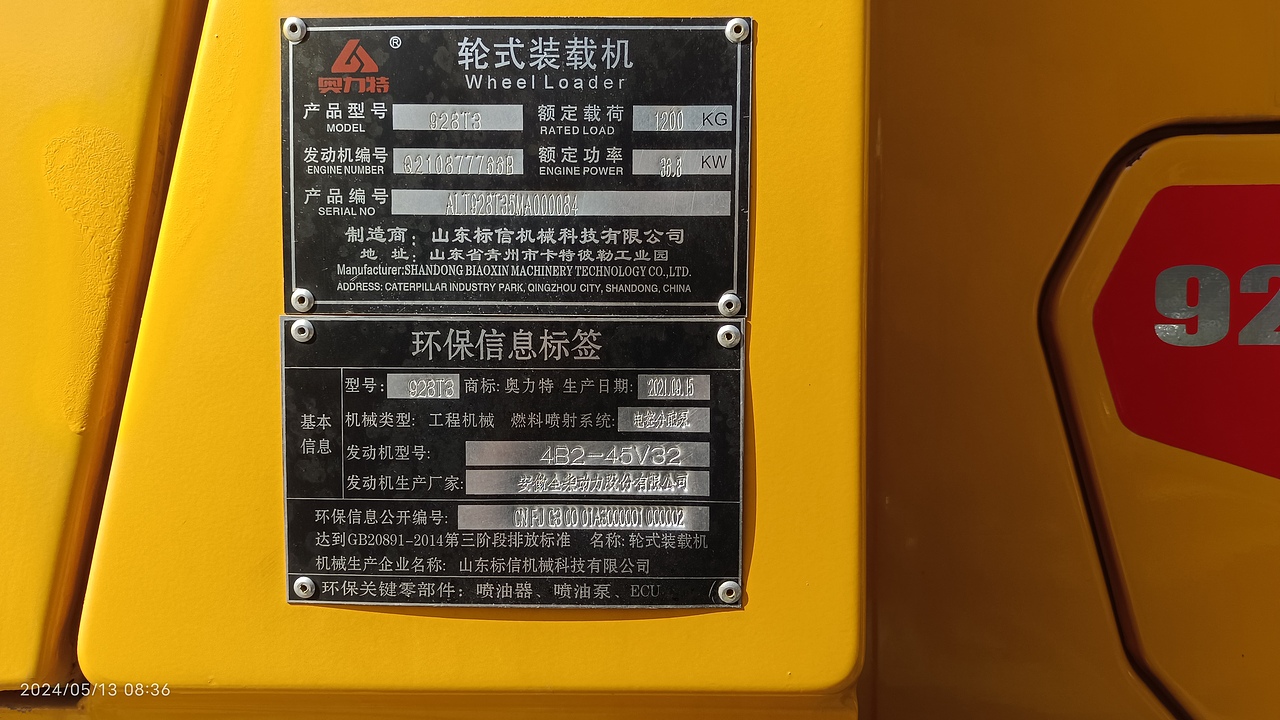 奥力特 ® 轮式装载机
Wheel Loader
产品型号 928T3 额定载荷 1200 KG
MODEL RATED LOAD
发动机编号 Q210877766B 额定功率 36.8 KW
ENGINE NUMBER ENGINE POWER
产品编号 ALT928T35MA000084
SERIAL NO
制造商：山东标信机械科技有限公司
地 址：山东省青州市卡特彼勒工业园
Manufacturer:SHANDONG BIAOXIN MACHINERY TECHNOLOGY CO.,LTD.
ADDRESS: CATERPILLAR INDUSTRY PARK, QINGZHOU CITY, SHANDONG, CHINA
环保信息标签
基本信息
型号: 928T3 商标: 奥力特 生产日期: 2021.09.15
机械类型: 工程机械 燃料喷射系统: 电控分配泵
发动机型号: 4B2-45V32
发动机生产厂家: 安徽全柴动力股份有限公司
环保信息公开编号: CN FJ G3 00 01A3000001 000002
达到GB20891-2014第三阶段排放标准 名称: 轮式装载机
机械生产企业名称: 山东标信机械科技有限公司
环保关键零部件: 喷油器、喷油泵、ECU
92
2024/05/13 08:36